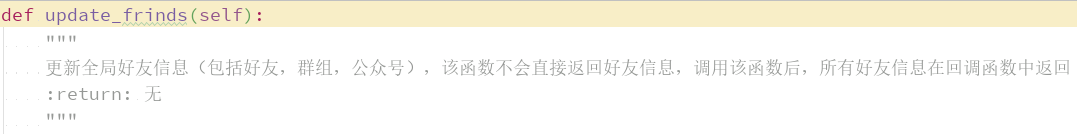 def update_frinds(self):
"""
更新全局好友信息（包括好友，群组，公众号），该函数不会直接返回好友信息，调用该函数后，所有好友信息在回调函数中返回
:return: 无
"""